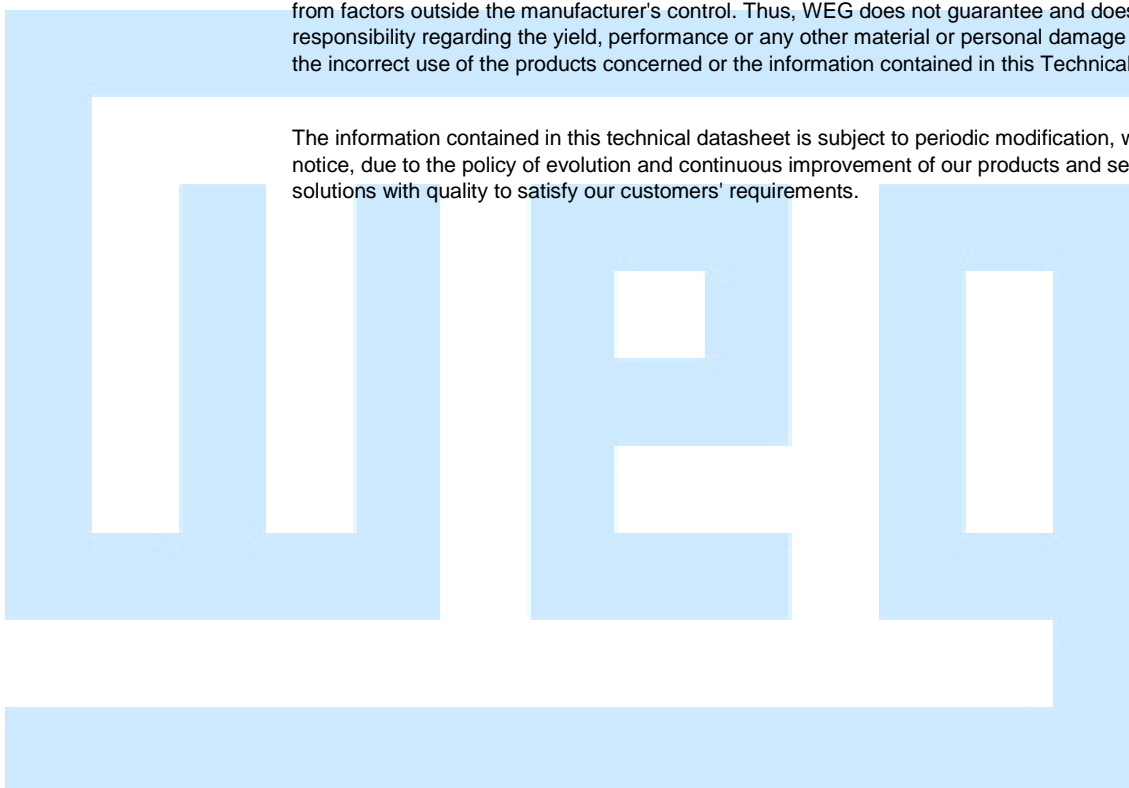 from factors outside the manufacturer's control. Thus, WEG does not guarantee and does
responsibility regarding the yield, performance or any other material or personal damage
the incorrect use of the products concerned or the information contained in this Technical
The information contained in this technical datasheet is subject to periodic modification,
notice, due to the policy of evolution and continuous improvement of our products and
solutions with quality to satisfy our customers' requirements.
weg